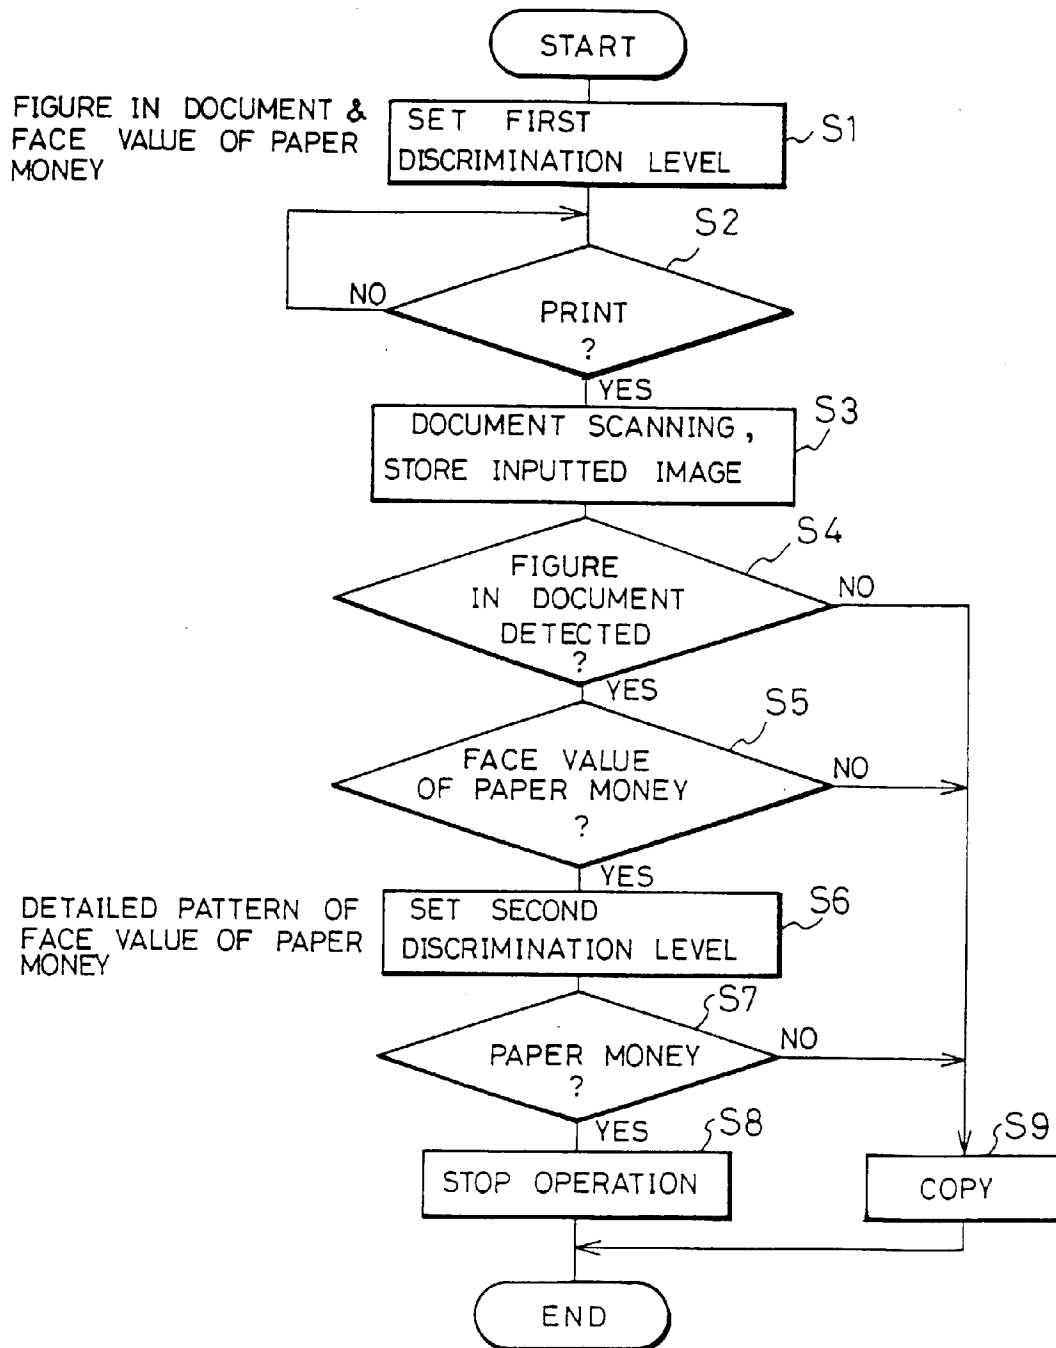 START
FIGURE IN DOCUMENT &
FACE VALUE OF PAPER
MONEY
SET FIRST
DISCRIMINATION LEVEL
S1
S2
NO
PRINT
?
YES
S3
DOCUMENT SCANNING,
STORE INPUTTED IMAGE
S4
FIGURE
IN DOCUMENT
DETECTED
?
NO
YES
S5
FACE VALUE
OF PAPER MONEY
?
NO
YES
DETAILED PATTERN OF
FACE VALUE OF PAPER
MONEY
SET SECOND
DISCRIMINATION LEVEL
S6
S7
PAPER MONEY
?
NO
YES
S8
STOP OPERATION
S9
COPY
END